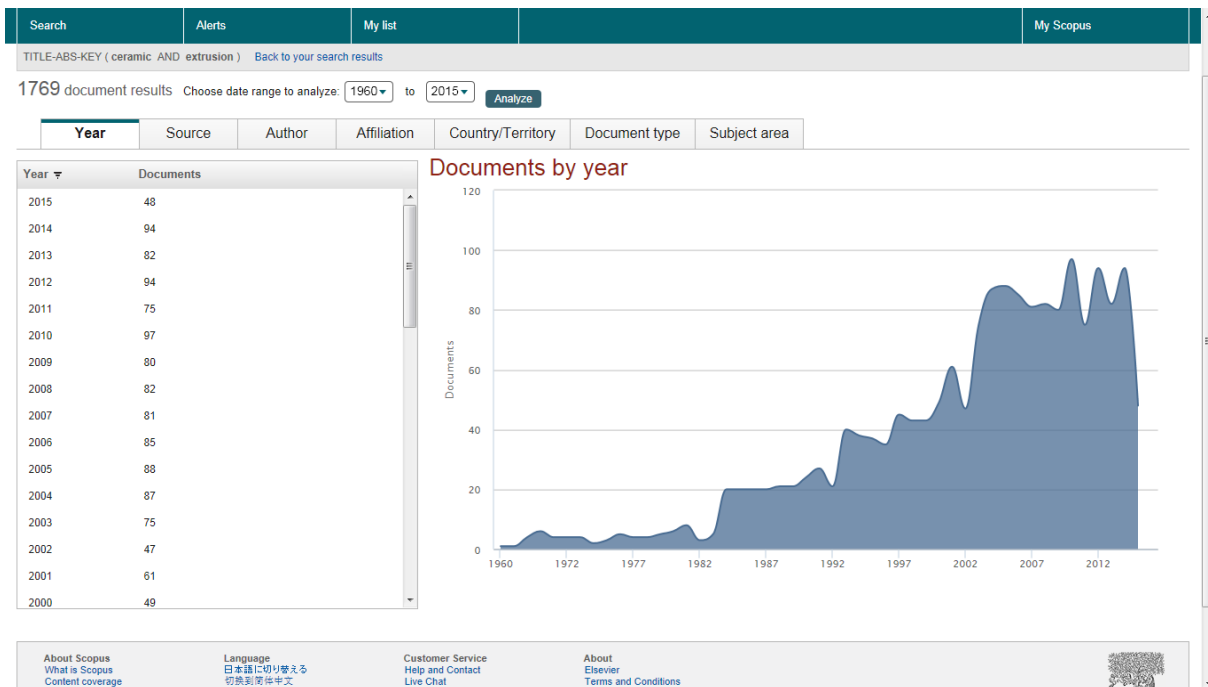 Search Alerts My list My Scopus
TITLE-ABS-KEY ( ceramic AND extrusion ) Back to your search results
1769 document results Choose date range to analyze: 1960 to 2015 Analyze
Year Source Author Affiliation Country/Territory Document type Subject area
Year Documents
2015 48
2014 94
2013 82
2012 94
2011 75
2010 97
2009 80
2008 82
2007 81
2006 85
2005 88
2004 87
2003 75
2002 47
2001 61
2000 49
Documents by year
120
100
80
60
40
20
0
Documents
1960 1972 1977 1982 1987 1992 1997 2002 2007 2012
About Scopus Language Customer Service About
What is Scopus 日本語に切り替える Help and Contact Elsevier
Content coverage 切换到简体中文 Live Chat Terms and Conditions